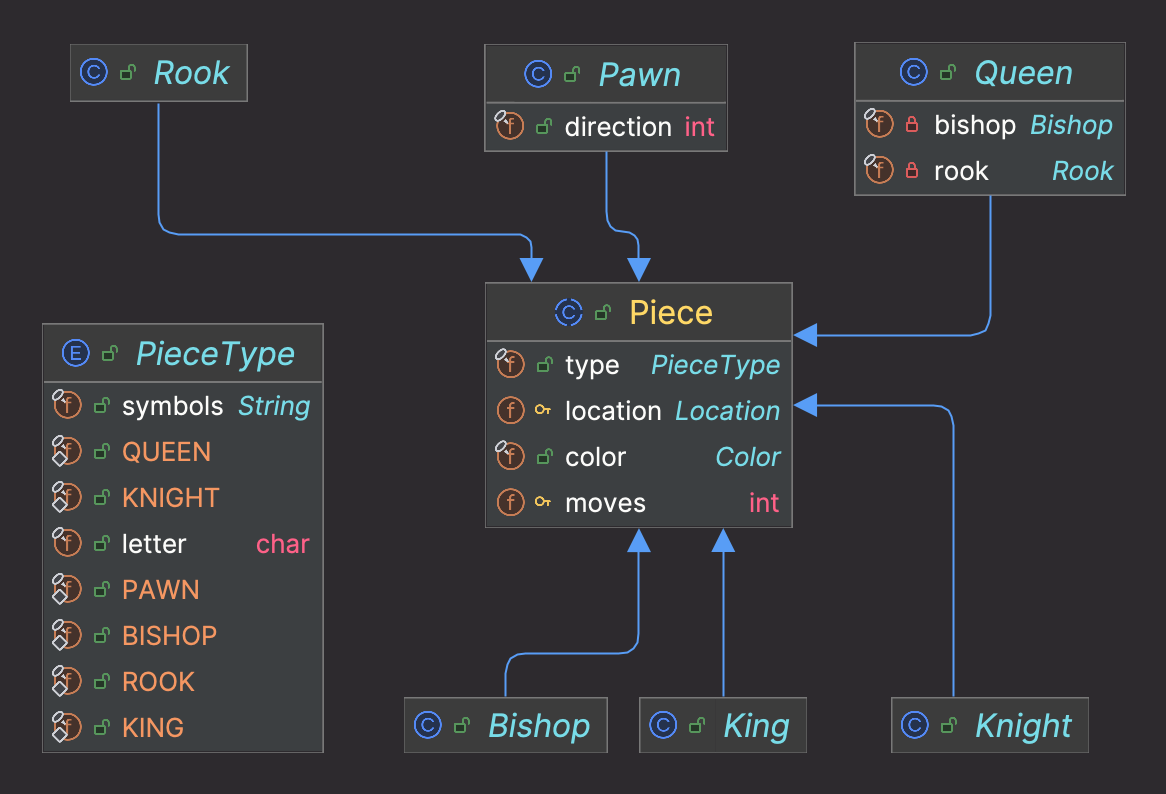 Rook
Pawn
direction int
Queen
bishop Bishop
rook Rook
Piece
type PieceType
location Location
color Color
moves int
PieceType
symbols String
QUEEN
KNIGHT
letter char
PAWN
BISHOP
ROOK
KING
Bishop
King
Knight